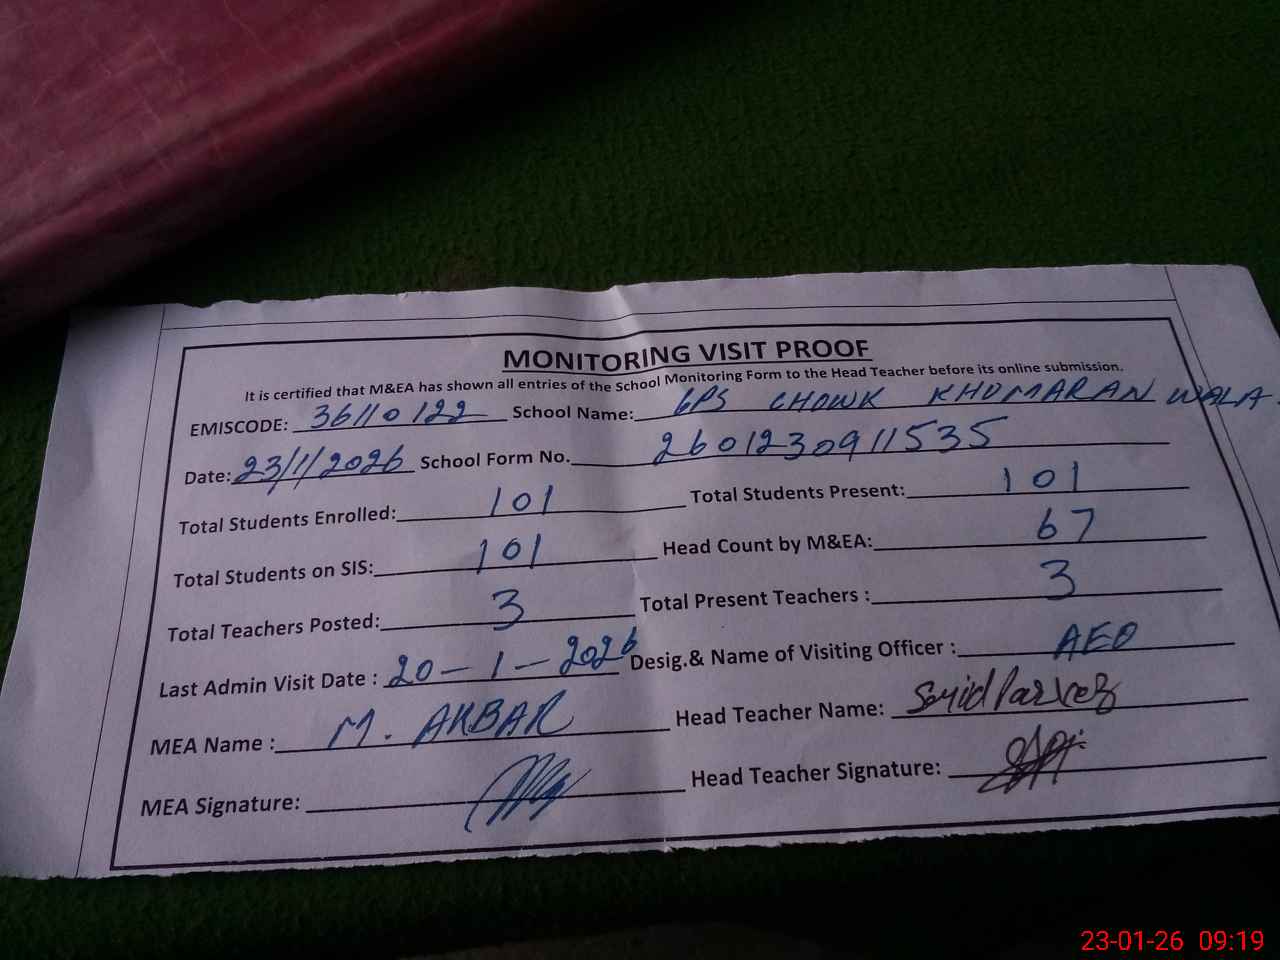 MONITORING VISIT PROOF
It is certified that M&EA has shown all entries of the School Monitoring Form to the Head Teacher before its online submission.
EMISCODE: 36110122 School Name: GPS CHOWK KHUMARAN WALA.
Date: 23/1/2026 School Form No. 2601230911535
Total Students Enrolled: 101 Total Students Present: 101
Total Students on SIS: 101 Head Count by M&EA: 67
Total Teachers Posted: 3 Total Present Teachers : 3
Last Admin Visit Date : 20-1-2026 Desig.& Name of Visiting Officer : AEO
MEA Name : M. AKBAR Head Teacher Name: Parvez
MEA Signature: Head Teacher Signature:
23-01-26 09:19